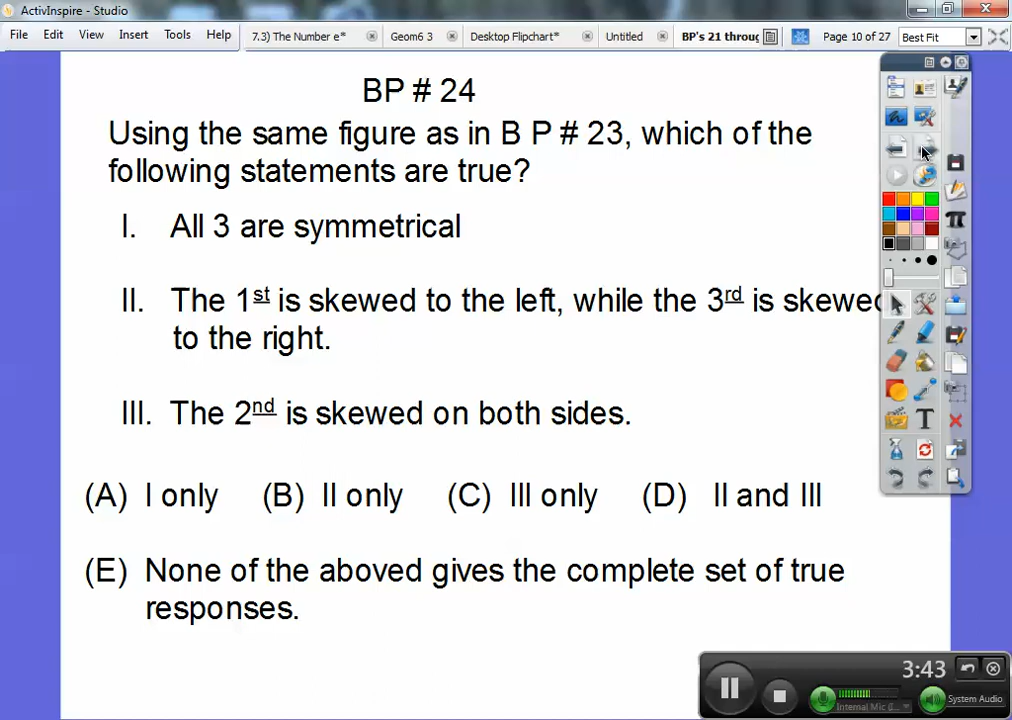 ActivInspire - Studio
File Edit View Insert Tools Help 7.3) The Number e* Geom6 3 Desktop Flipchart* Untitled BP's 21 throug Page 10 of 27 Best Fit
BP # 24
Using the same figure as in B P # 23, which of the
following statements are true?
I. All 3 are symmetrical
II. The 1st is skewed to the left, while the 3rd is skewed
to the right.
III. The 2nd is skewed on both sides.
(A) I only (B) II only (C) III only (D) II and III
(E) None of the aboved gives the complete set of true
responses.
3:43
Internal Mic (I... System Audio